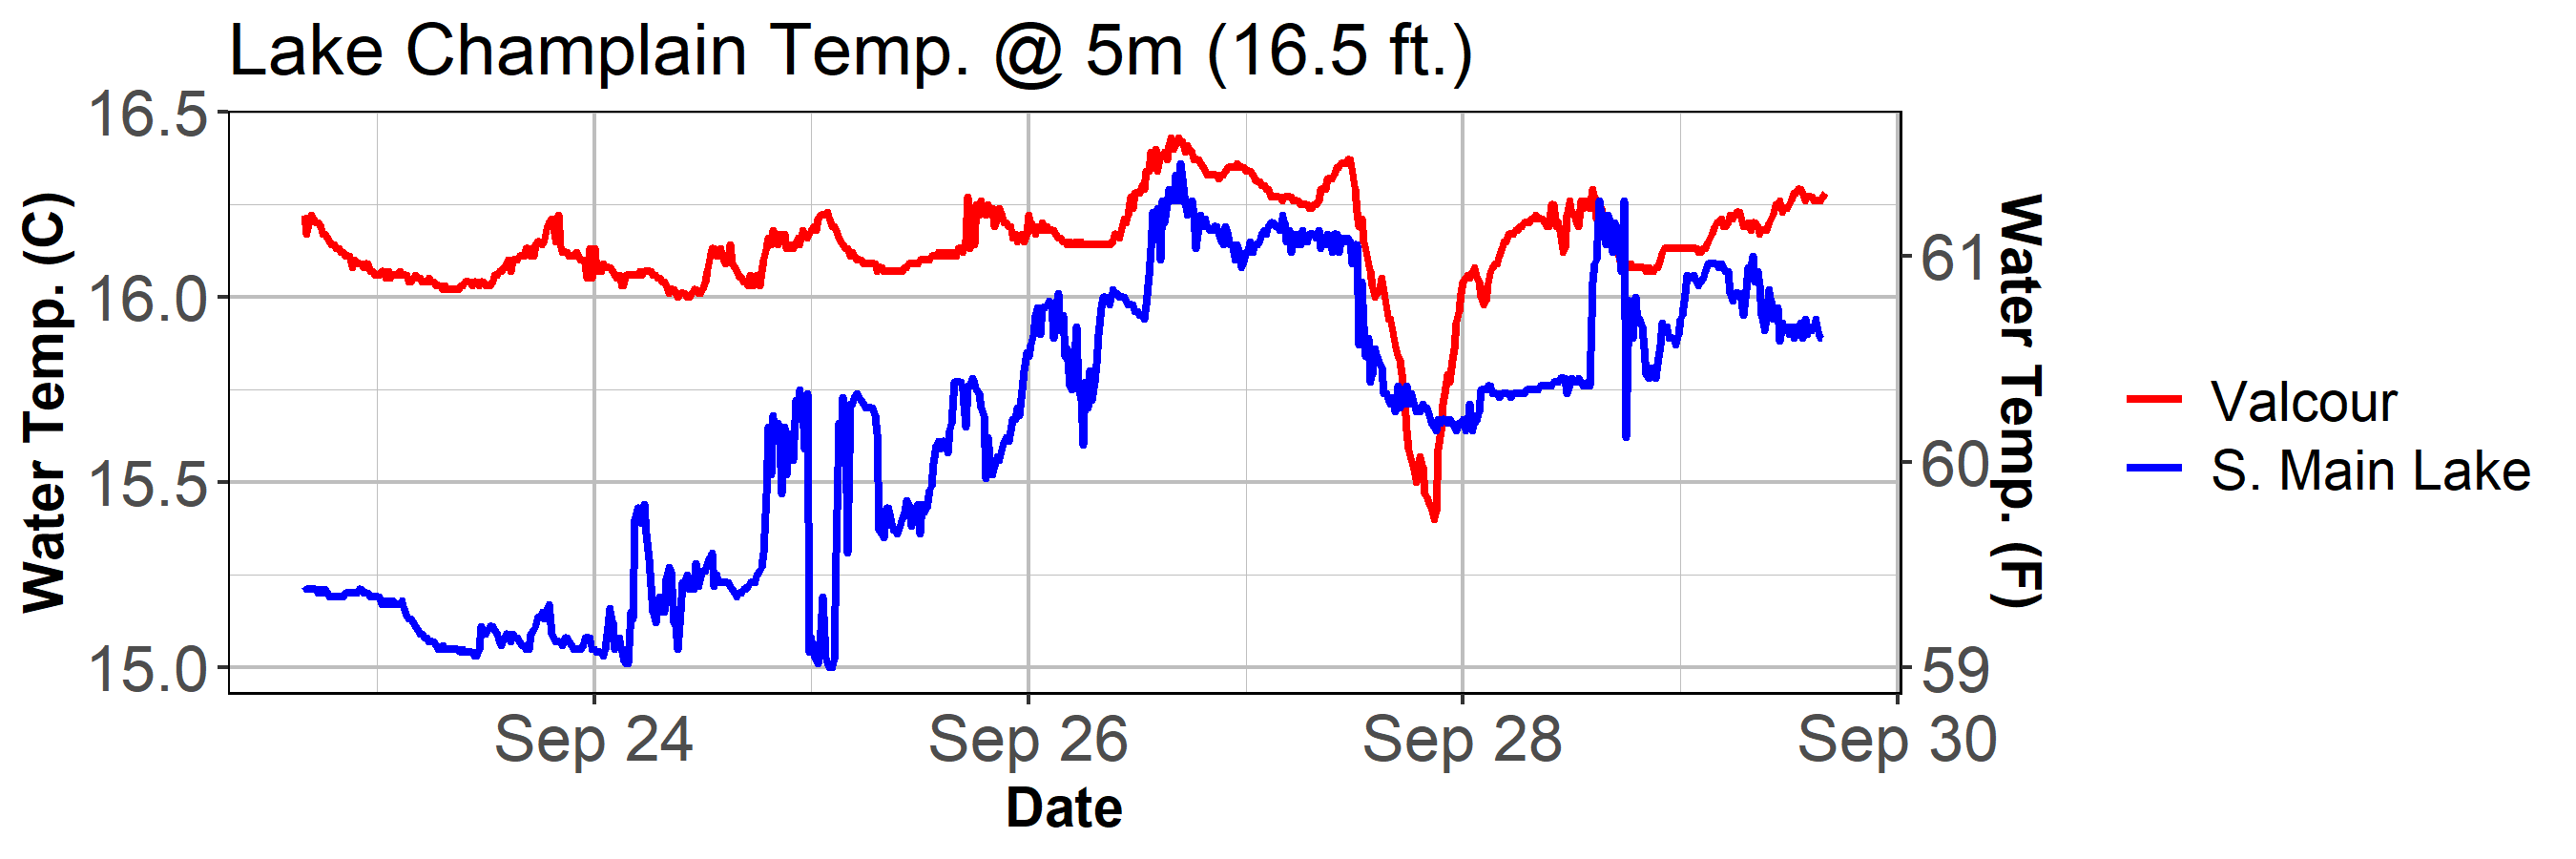 Lake Champlain Temp. @ 5m (16.5 ft.)
Water Temp. (C)
16.5
16.0
15.5
15.0
61
60
59
Water Temp. (F)
Sep 24
Sep 26
Sep 28
Sep 30
Date
Valcour
S. Main Lake